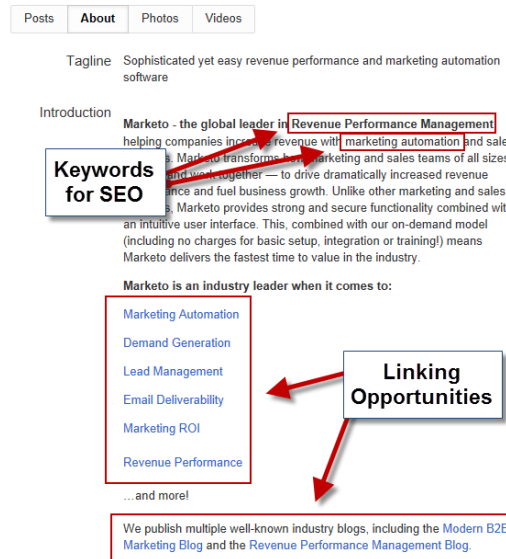 Posts About Photos Videos
Tagline Sophisticated yet easy revenue performance and marketing automation
software
Introduction
Marketo - the global leader in Revenue Performance Management
helping companies increase revenue with marketing automation and sale
Marketo transforms how marketing and sales teams of all sizes
and work together — to drive dramatically increased revenue
and fuel business growth. Unlike other marketing and sales
Marketo provides strong and secure functionality combined wit
an intuitive user interface. This, combined with our on-demand model
(including no charges for basic setup, integration or training!) means
Marketo delivers the fastest time to value in the industry.
Keywords
for SEO
Marketo is an industry leader when it comes to:
Marketing Automation
Demand Generation
Lead Management
Email Deliverability
Marketing ROI
Revenue Performance
Linking
Opportunities
...and more!
We publish multiple well-known industry blogs, including the Modern B2B
Marketing Blog and the Revenue Performance Management Blog.